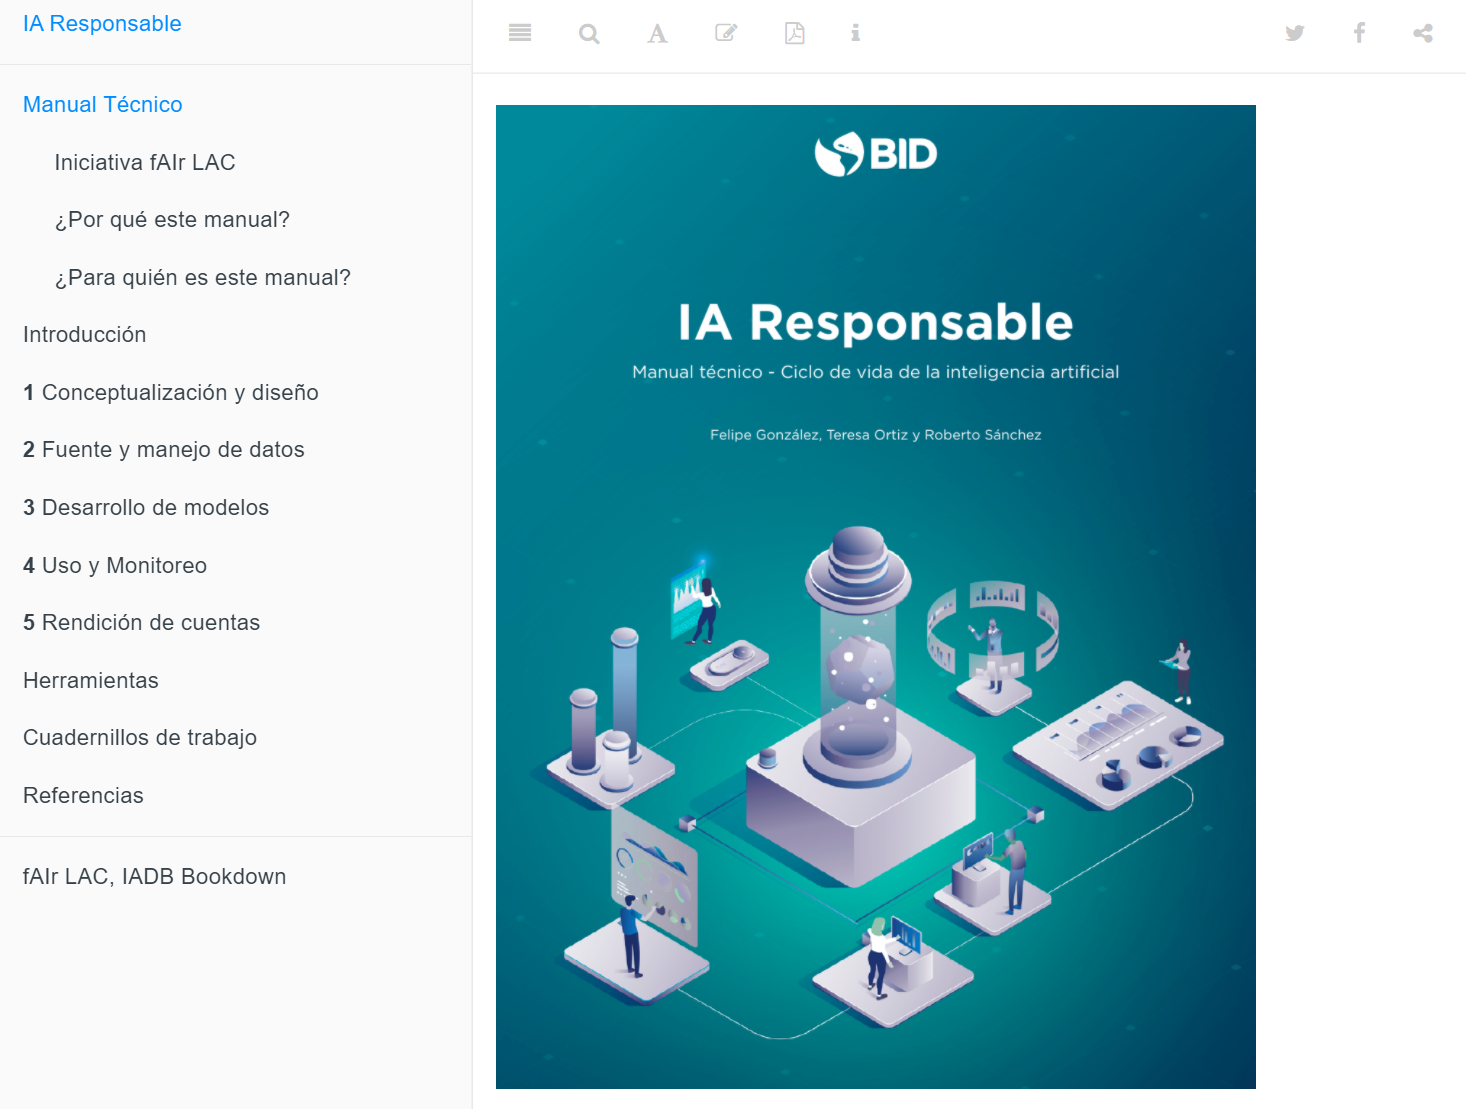 IA Responsable
Manual Técnico
Iniciativa fAIr LAC
¿Por qué este manual?
¿Para quién es este manual?
Introducción
1 Conceptualización y diseño
2 Fuente y manejo de datos
3 Desarrollo de modelos
4 Uso y Monitoreo
5 Rendición de cuentas
Herramientas
Cuadernillos de trabajo
Referencias
fAIr LAC, IADB Bookdown
BID
IA Responsable
Manual técnico - Ciclo de vida de la inteligencia artificial
Felipe González, Teresa Ortiz y Roberto Sánchez